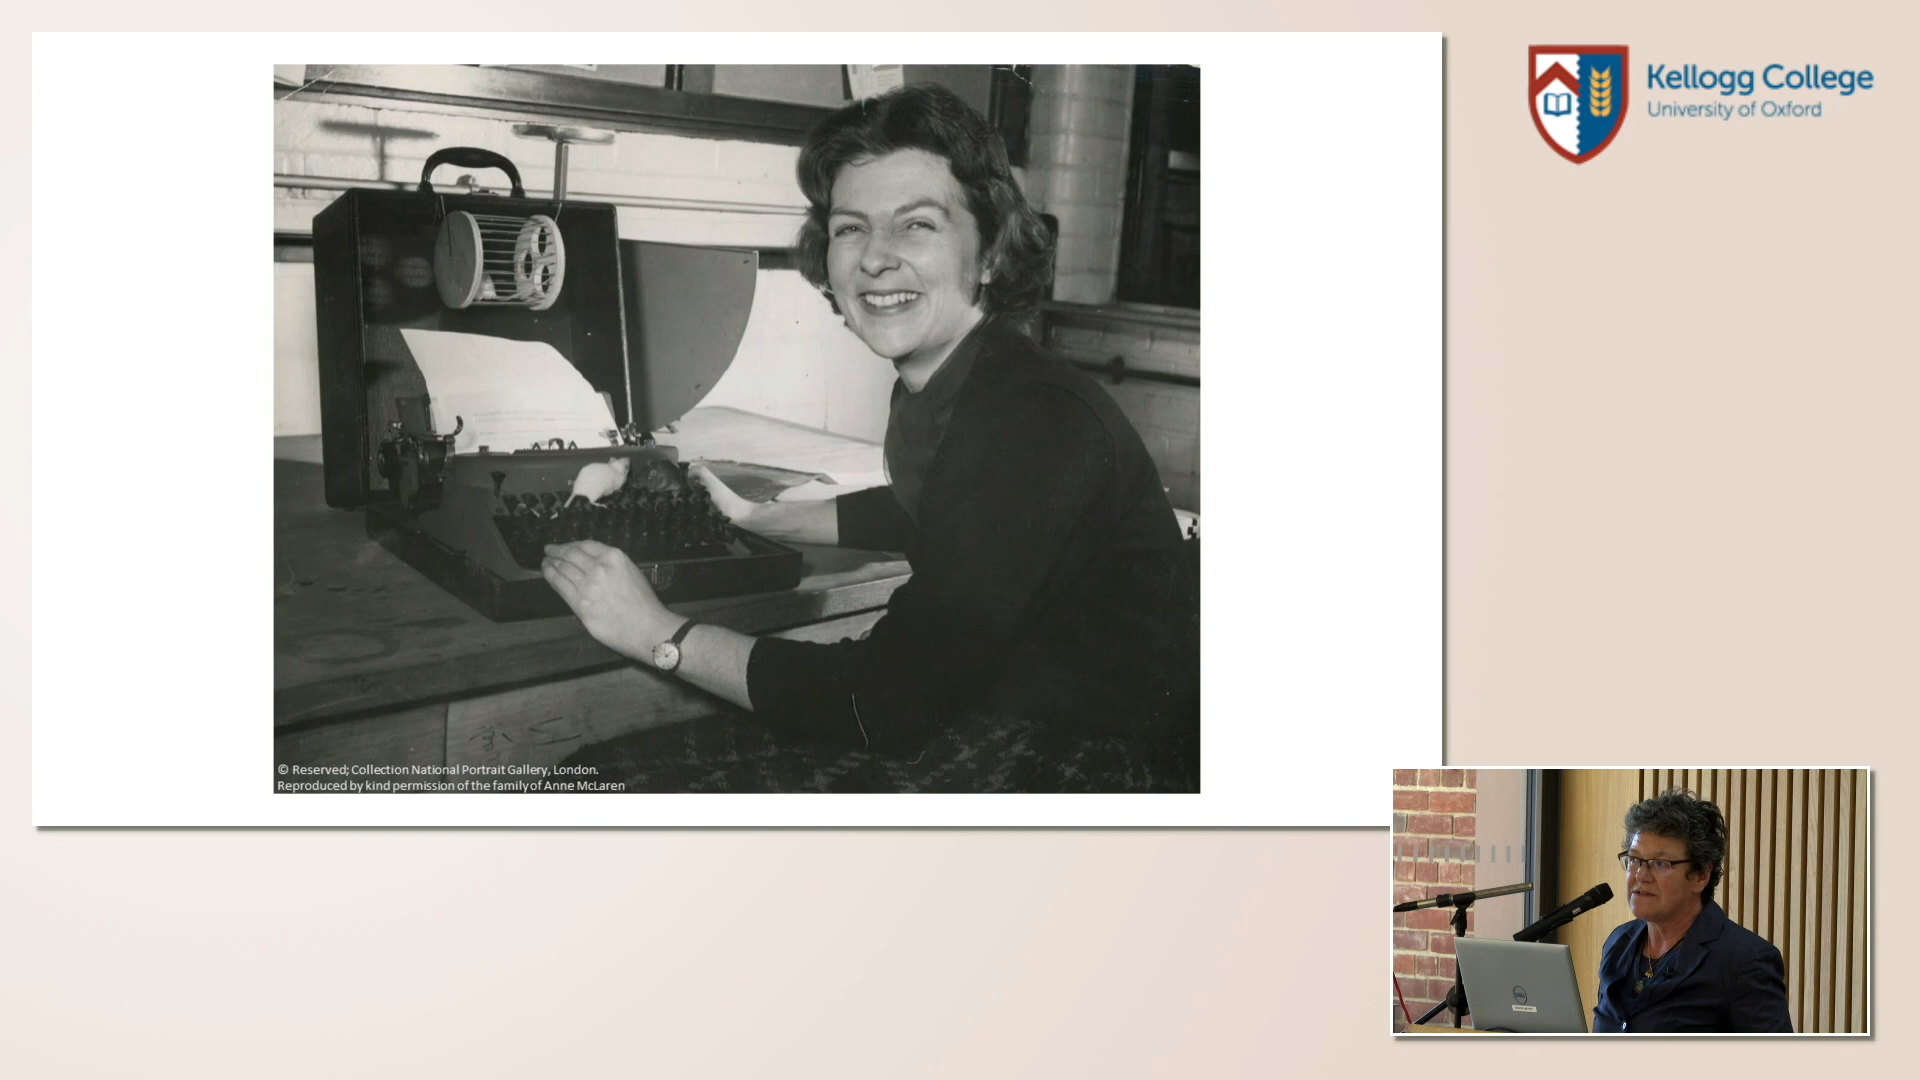 Kellogg College
University of Oxford
© Reserved; Collection National Portrait Gallery, London.
Reproduced by kind permission of the family of Anne McLaren
DELL